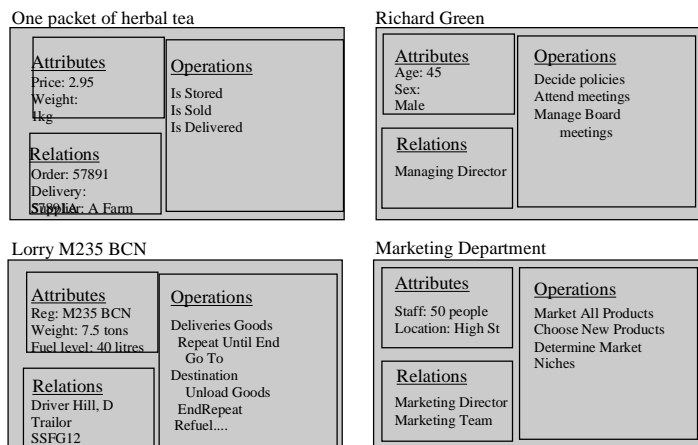 One packet of herbal tea
Attributes
Price: 2.95
Weight:
1kg
Operations
Is Stored
Is Sold
Is Delivered
Relations
Order: 57891
Delivery:
57891A
Supplier: A Farm
Richard Green
Attributes
Age: 45
Sex:
Male
Operations
Decide policies
Attend meetings
Manage Board
meetings
Relations
Managing Director
Lorry M235 BCN
Attributes
Reg: M235 BCN
Weight: 7.5 tons
Fuel level: 40 litres
Operations
Deliveries Goods
Repeat Until End
Go To
Destination
Unload Goods
EndRepeat
Refuel....
Relations
Driver Hill, D
Trailor
SSFG12
Marketing Department
Attributes
Staff: 50 people
Location: High St
Operations
Market All Products
Choose New Products
Determine Market
Niches
Relations
Marketing Director
Marketing Team